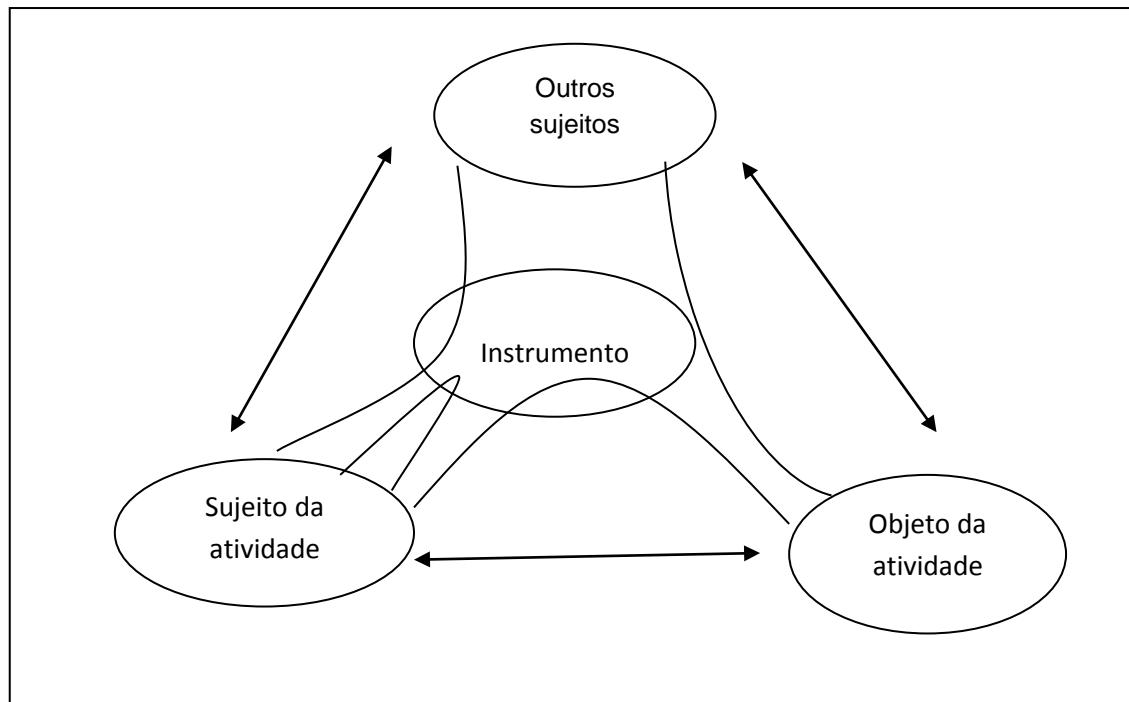 Outros
sujeitos
Instrumento
Sujeito da
atividade
Objeto da
atividade